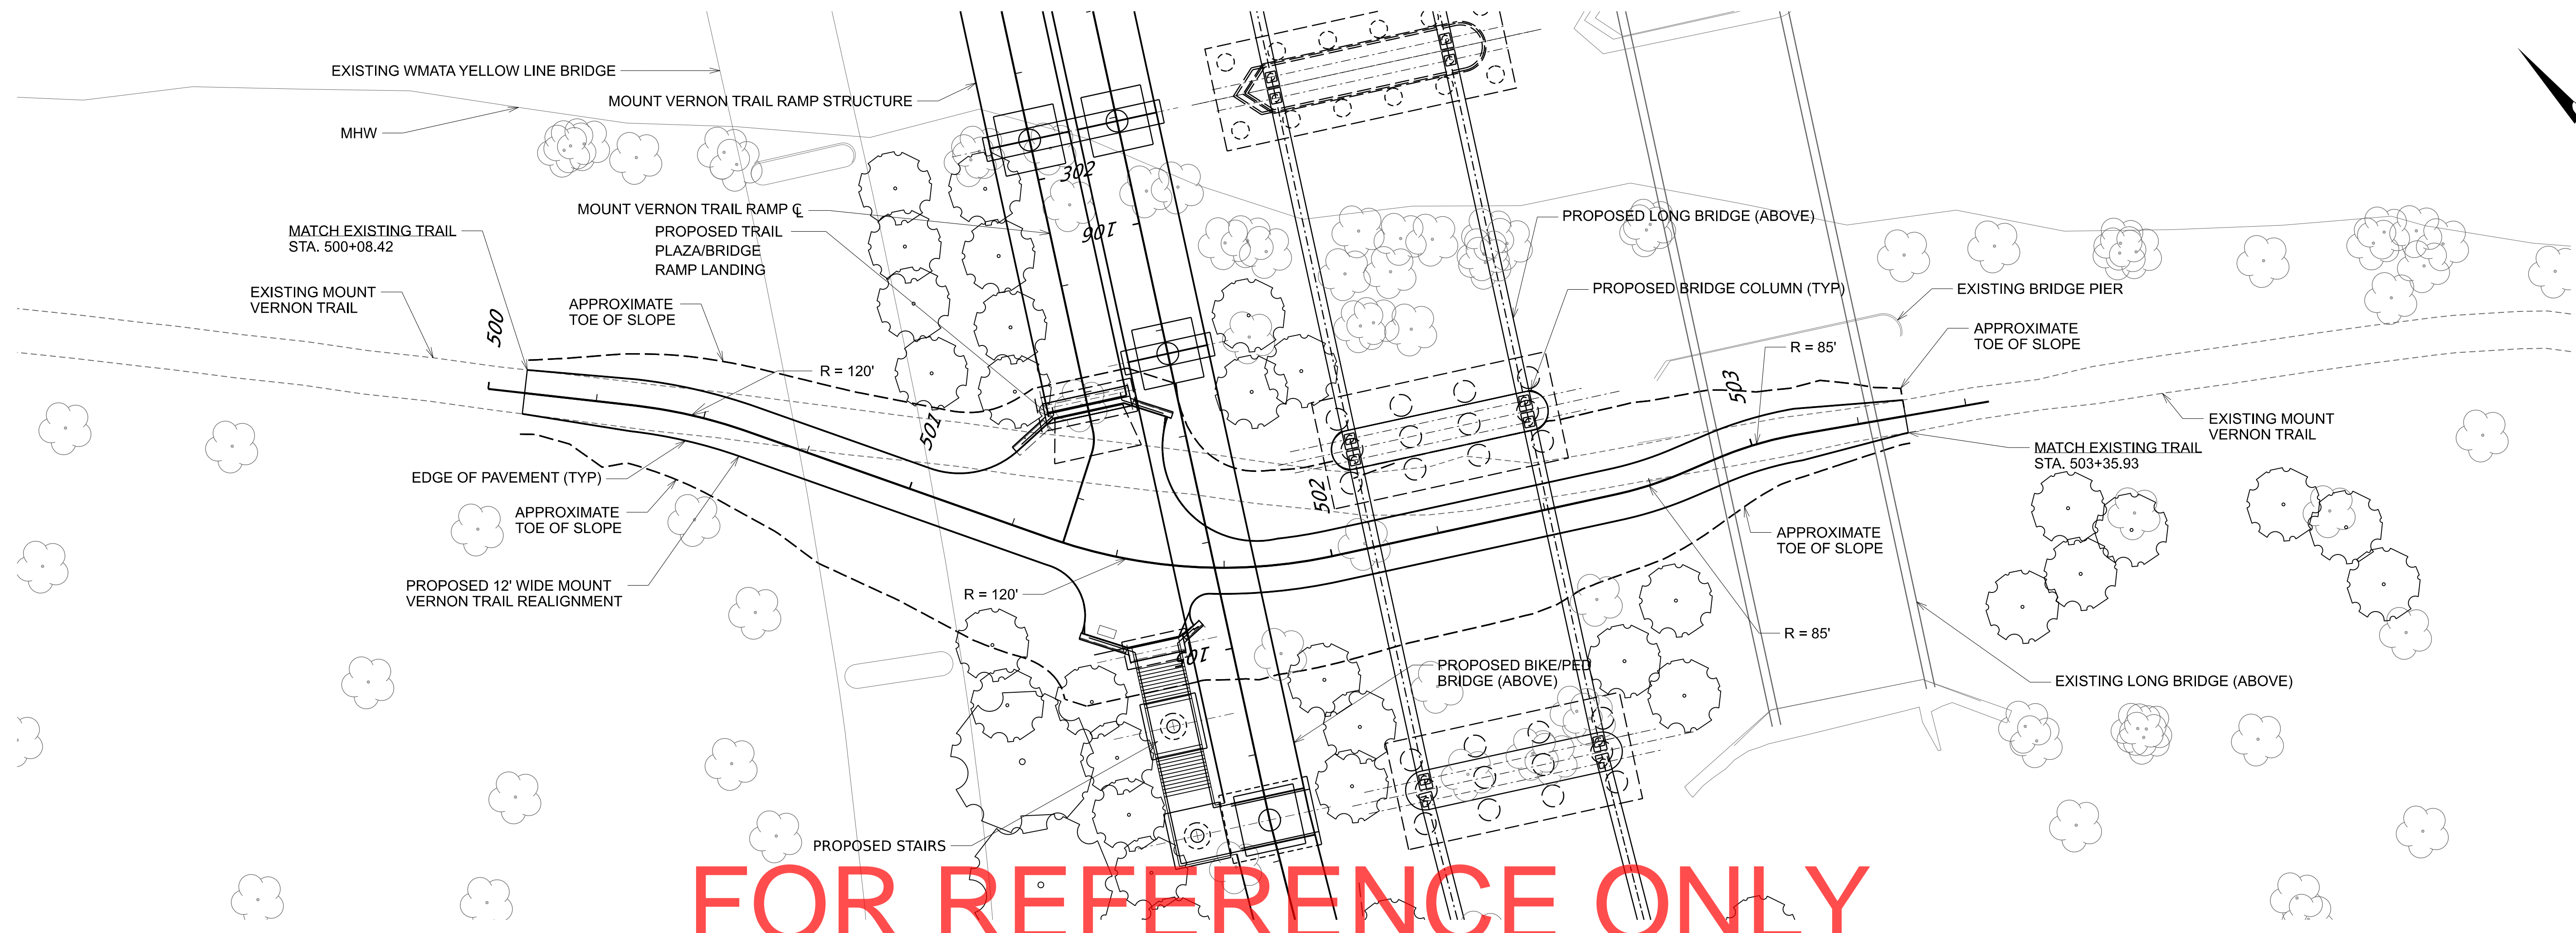 EXISTING WMATA YELLOW LINE BRIDGE
MOUNT VERNON TRAIL RAMP STRUCTURE
MHW
302
MOUNT VERNON TRAIL RAMP ℄
PROPOSED TRAIL
PLAZA/BRIDGE
RAMP LANDING
106
PROPOSED LONG BRIDGE (ABOVE)
MATCH EXISTING TRAIL
STA. 500+08.42
EXISTING MOUNT
VERNON TRAIL
500
APPROXIMATE
TOE OF SLOPE
PROPOSED BRIDGE COLUMN (TYP)
EXISTING BRIDGE PIER
APPROXIMATE
TOE OF SLOPE
R = 85'
R = 120'
503
501
EXISTING MOUNT
VERNON TRAIL
MATCH EXISTING TRAIL
STA. 503+35.93
EDGE OF PAVEMENT (TYP)
502
APPROXIMATE
TOE OF SLOPE
APPROXIMATE
TOE OF SLOPE
PROPOSED 12' WIDE MOUNT
VERNON TRAIL REALIGNMENT
R = 120'
R = 85'
105
PROPOSED BIKE/PED
BRIDGE (ABOVE)
EXISTING LONG BRIDGE (ABOVE)
PROPOSED STAIRS
FOR REFERENCE ONLY